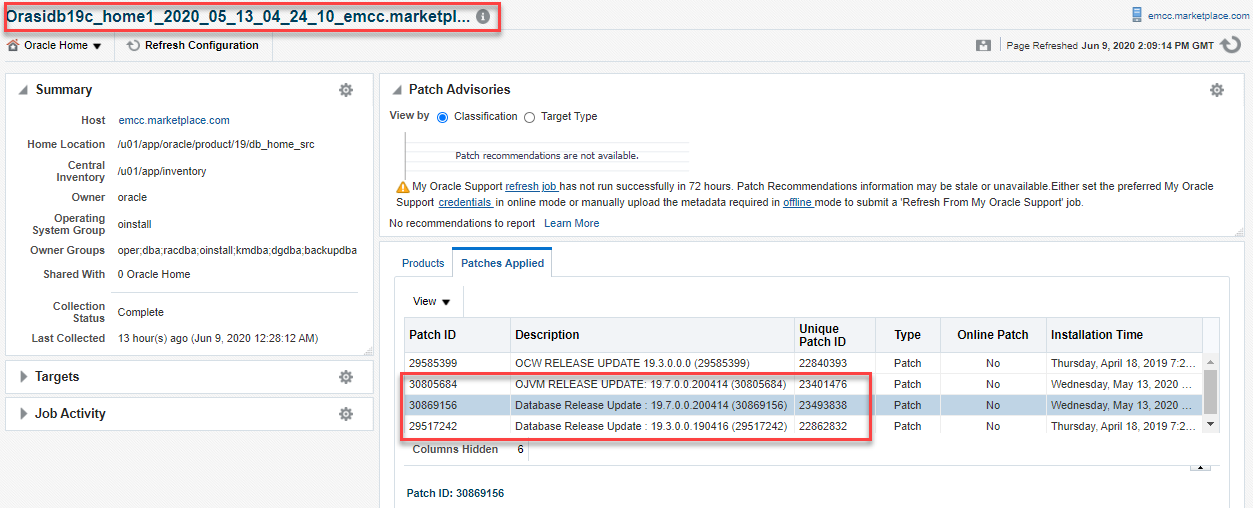 Orasidb19c_home1_2020_05_13_04_24_10_emcc.marketpl...
emcc.marketplace.com
Oracle Home
Refresh Configuration
Page Refreshed Jun 9, 2020 2:09:14 PM GMT
Summary
Host emcc.marketplace.com
Home Location /u01/app/oracle/product/19/db_home_src
Central
Inventory /u01/app/inventory
Owner oracle
Operating
System Group oinstall
Owner Groups oper;dba;racdba;oinstall;kmdba;dgdba;backupdba
Shared With 0 Oracle Home
Collection
Status Complete
Last Collected 13 hour(s) ago (Jun 9, 2020 12:28:12 AM)
Targets
Job Activity
Patch Advisories
View by Classification Target Type
Patch recommendations are not available.
My Oracle Support refresh job has not run successfully in 72 hours. Patch Recommendations information may be stale or unavailable.Either set the preferred My Oracle
Support credentials in online mode or manually upload the metadata required in offline mode to submit a 'Refresh From My Oracle Support' job.
No recommendations to report Learn More
Products Patches Applied
View
Patch ID Description Unique Patch ID Type Online Patch Installation Time
29585399 OCW RELEASE UPDATE 19.3.0.0.0 (29585399) 22840393 Patch No Thursday, April 18, 2019 7:2...
30805684 OJVM RELEASE UPDATE: 19.7.0.0.200414 (30805684) 23401476 Patch No Wednesday, May 13, 2020 ...
30869156 Database Release Update : 19.7.0.0.200414 (30869156) 23493838 Patch No Wednesday, May 13, 2020 ...
29517242 Database Release Update : 19.3.0.0.190416 (29517242) 22862832 Patch No Thursday, April 18, 2019 7:2...
Columns Hidden 6
Patch ID: 30869156